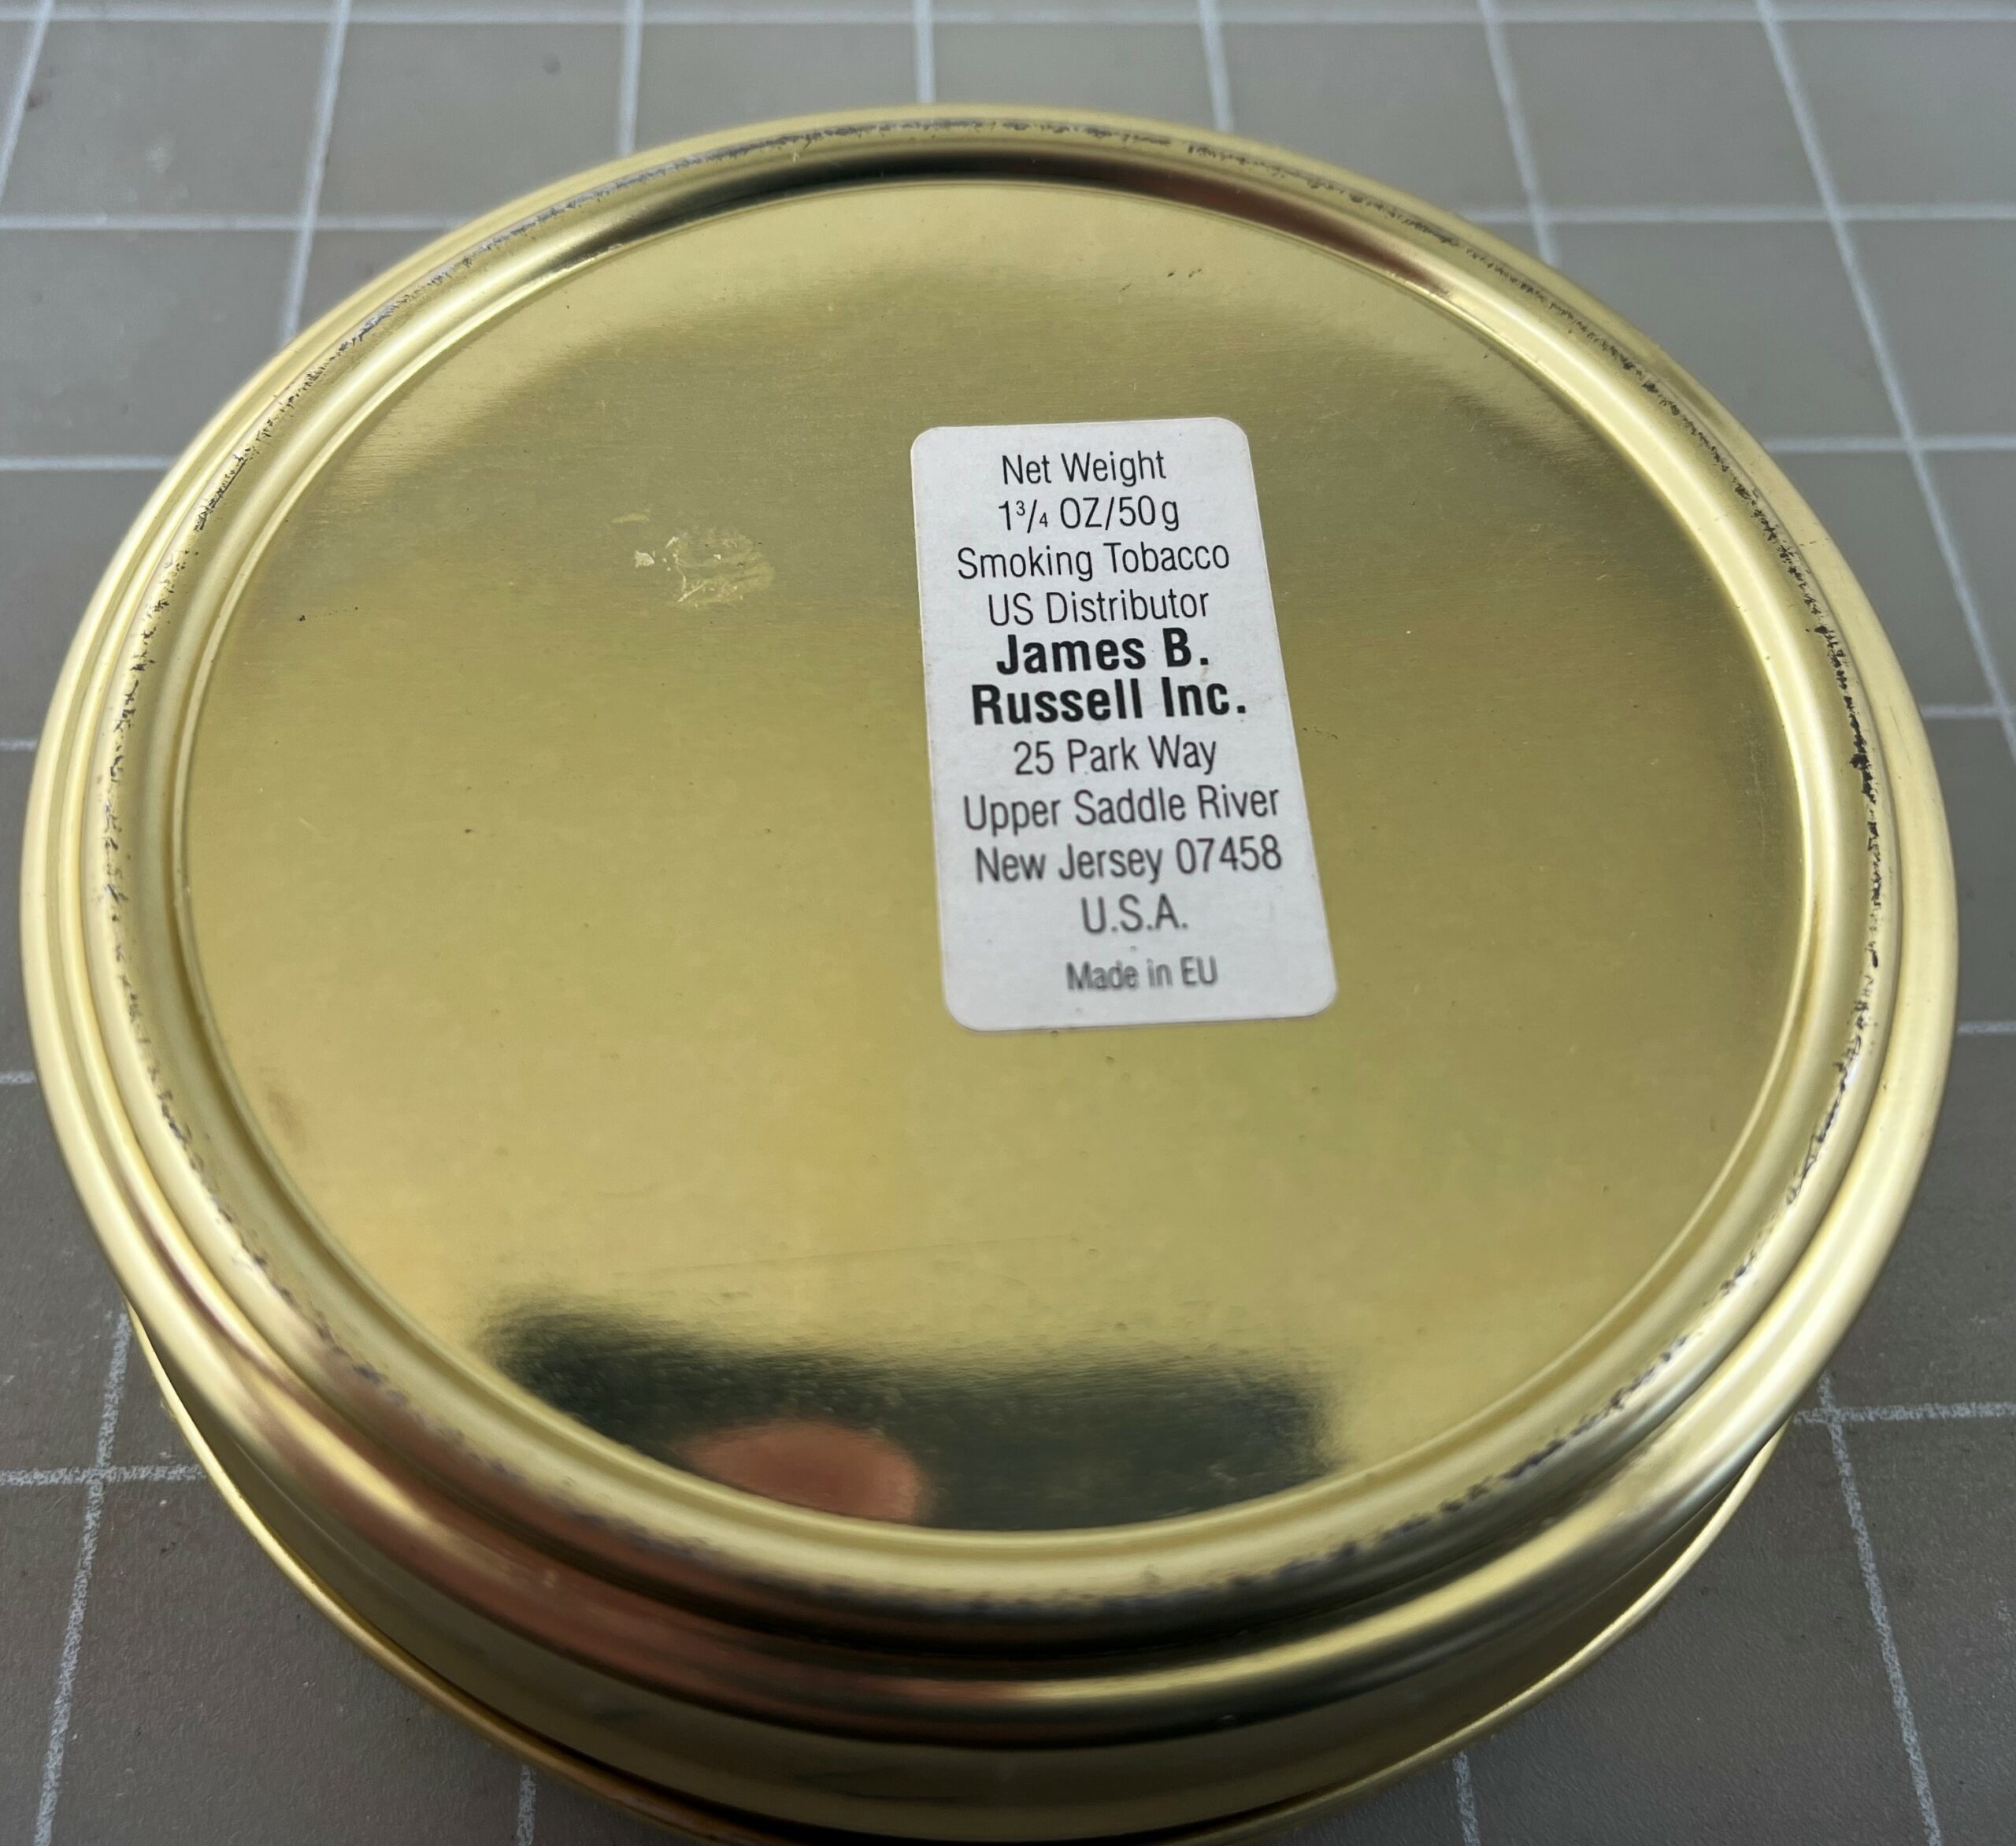 Net Weight
1³/₄ OZ/50g
Smoking Tobacco
US Distributor
James B.
Russell Inc.
25 Park Way
Upper Saddle River
New Jersey 07458
U.S.A.
Made in EU